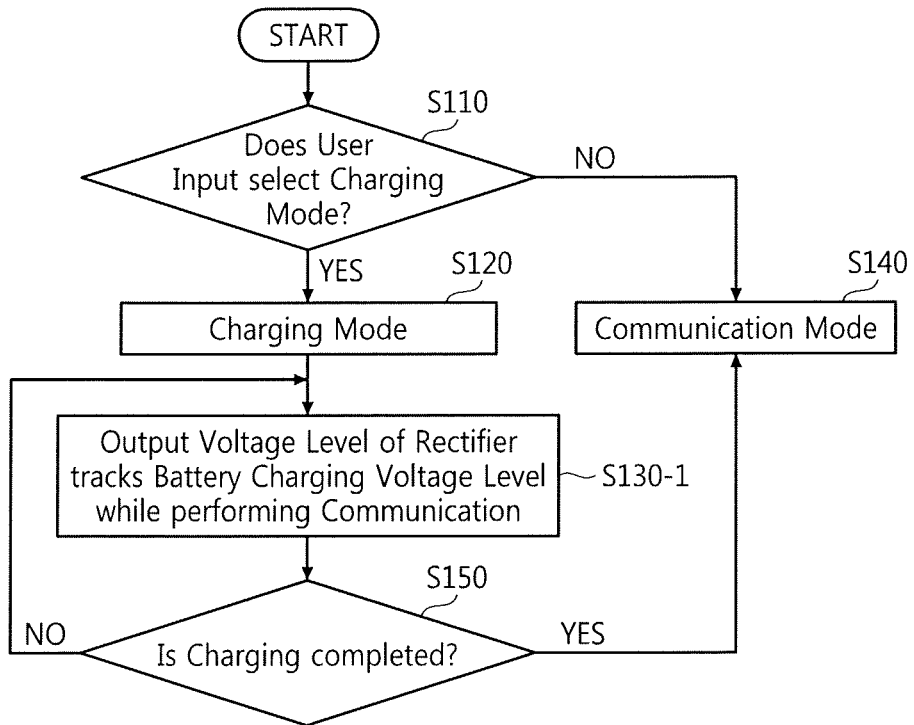 START
S110
Does User
Input select Charging
Mode?
NO
YES
S120
S140
Charging Mode
Communication Mode
Output Voltage Level of Rectifier
tracks Battery Charging Voltage Level
while performing Communication
S130-1
S150
NO
YES
Is Charging completed?